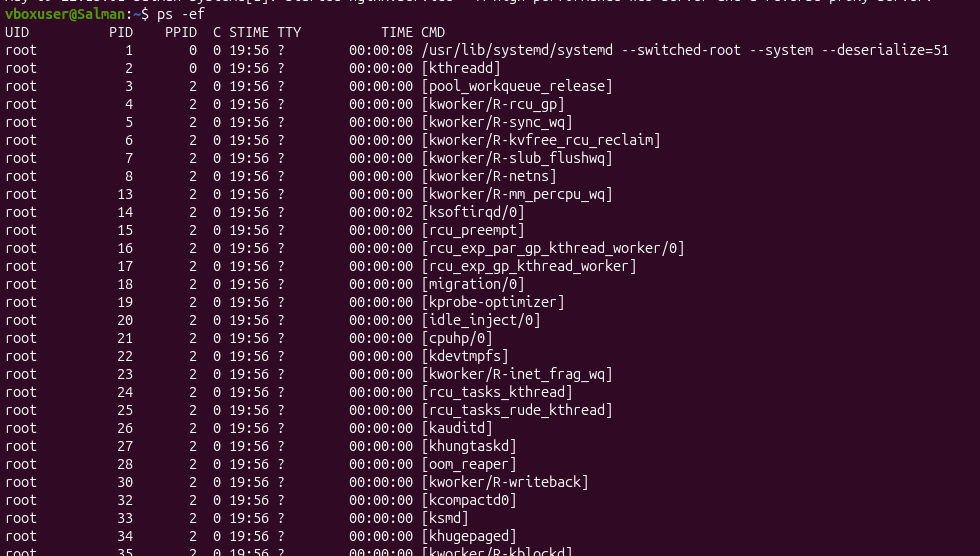 vboxuser@Salman:~$ ps -ef
UID          PID    PPID  C STIME TTY          TIME CMD
root           1       0  0 19:56 ?        00:00:08 /usr/lib/systemd/systemd --switched-root --system --deserialize=51
root           2       0  0 19:56 ?        00:00:00 [kthreadd]
root           3       2  0 19:56 ?        00:00:00 [pool_workqueue_release]
root           4       2  0 19:56 ?        00:00:00 [kworker/R-rcu_gp]
root           5       2  0 19:56 ?        00:00:00 [kworker/R-sync_wq]
root           6       2  0 19:56 ?        00:00:00 [kworker/R-kvfree_rcu_reclaim]
root           7       2  0 19:56 ?        00:00:00 [kworker/R-slub_flushwq]
root           8       2  0 19:56 ?        00:00:00 [kworker/R-netns]
root          13       2  0 19:56 ?        00:00:00 [kworker/R-mm_percpu_wq]
root          14       2  0 19:56 ?        00:00:02 [ksoftirqd/0]
root          15       2  0 19:56 ?        00:00:00 [rcu_preempt]
root          16       2  0 19:56 ?        00:00:00 [rcu_exp_par_gp_kthread_worker/0]
root          17       2  0 19:56 ?        00:00:00 [rcu_exp_gp_kthread_worker]
root          18       2  0 19:56 ?        00:00:00 [migration/0]
root          19       2  0 19:56 ?        00:00:00 [kprobe-optimizer]
root          20       2  0 19:56 ?        00:00:00 [idle_inject/0]
root          21       2  0 19:56 ?        00:00:00 [cpuhp/0]
root          22       2  0 19:56 ?        00:00:00 [kdevtmpfs]
root          23       2  0 19:56 ?        00:00:00 [kworker/R-inet_frag_wq]
root          24       2  0 19:56 ?        00:00:00 [rcu_tasks_kthread]
root          25       2  0 19:56 ?        00:00:00 [rcu_tasks_rude_kthread]
root          26       2  0 19:56 ?        00:00:00 [kauditd]
root          27       2  0 19:56 ?        00:00:00 [khungtaskd]
root          28       2  0 19:56 ?        00:00:00 [oom_reaper]
root          30       2  0 19:56 ?        00:00:00 [kworker/R-writeback]
root          32       2  0 19:56 ?        00:00:00 [kcompactd0]
root          33       2  0 19:56 ?        00:00:00 [ksmd]
root          34       2  0 19:56 ?        00:00:00 [khugepaged]
root          35       2  0 19:56 ?        00:00:00 [kworker/R-kblockd]